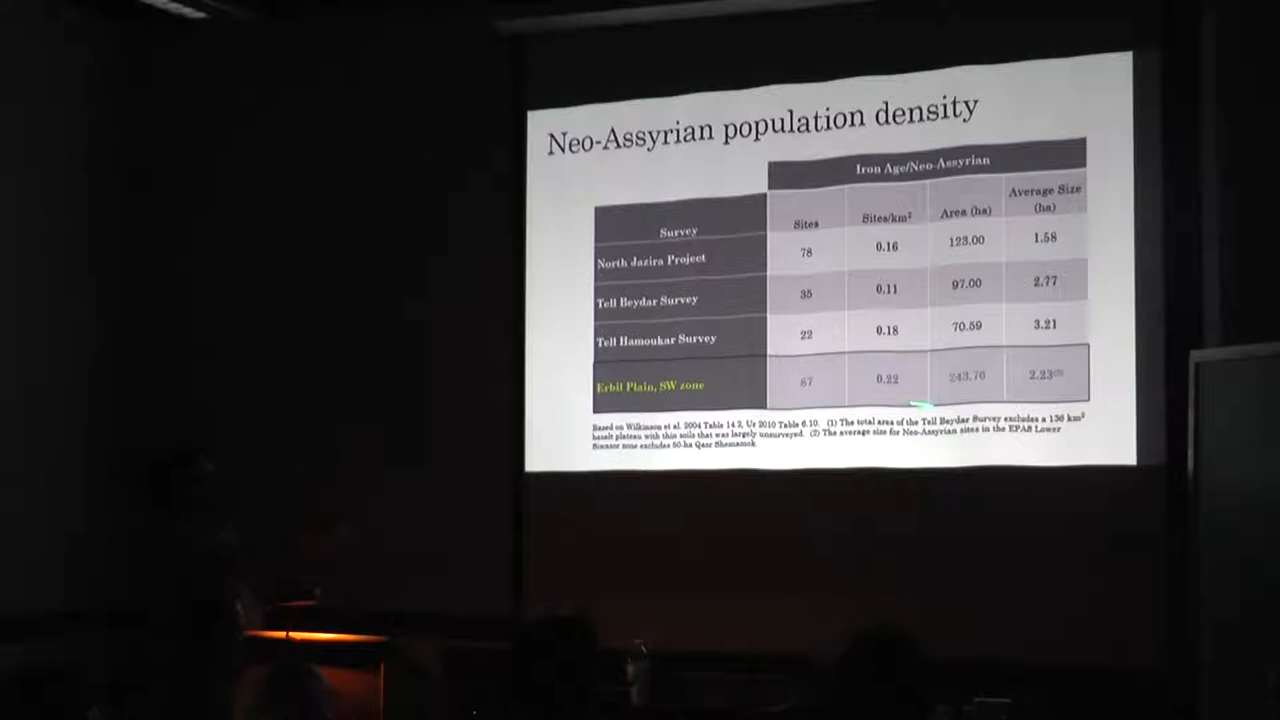 Neo-Assyrian population density
Iron Age/Neo-Assyrian
Survey Sites Sites/km² Area (ha) Average Size (ha)
North Jazira Project 78 0.16 123.00 1.58
Tell Beydar Survey 35 0.11 97.00 2.77
Tell Hamoukar Survey 22 0.18 70.59 3.21
Erbil Plain, SW zone 87 0.22 243.76 2.23⁽²⁾
Based on Wilkinson et al. 2004 Table 14.2, Ur 2010 Table 6.10. (1) The total area of the Tell Beydar Survey excludes a 136 km²
basalt plateau with thin soils that was largely unsurveyed. (2) The average size for Neo-Assyrian sites in the EPAS Lower
Siwasor zone excludes 50-ha Qasr Shemamok